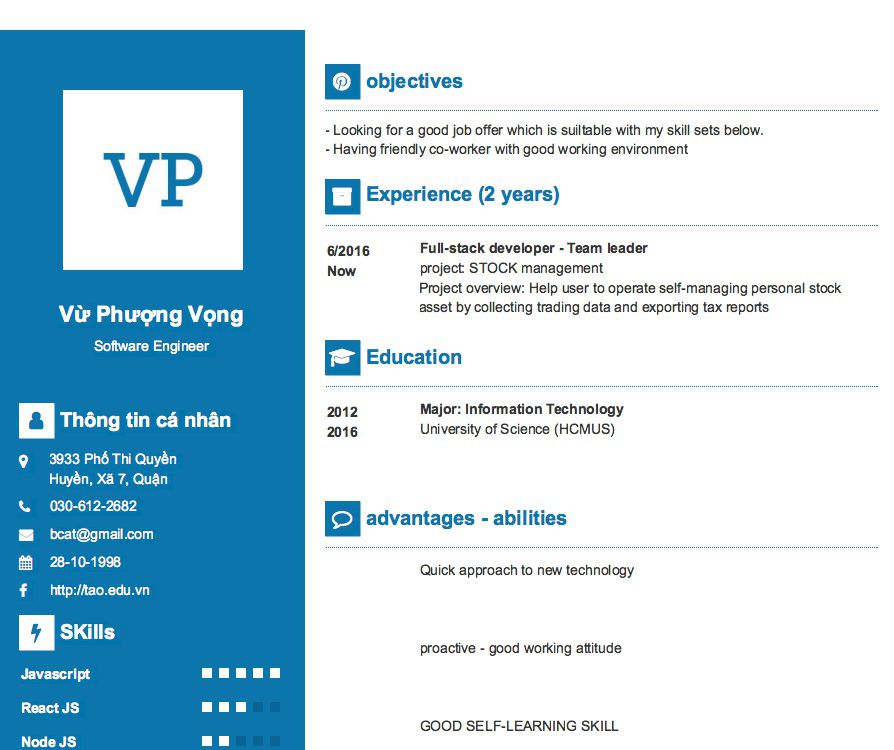 VP
Vừ Phượng Vọng
Software Engineer
Thông tin cá nhân
3933 Phố Thi Quyền
Huyền, Xã 7, Quận
030-612-2682
bcat@gmail.com
28-10-1998
http://tao.edu.vn
SKills
Javascript
React JS
Node JS
objectives
- Looking for a good job offer which is suiltable with my skill sets below.
- Having friendly co-worker with good working environment
Experience (2 years)
6/2016
Now
Full-stack developer - Team leader
project: STOCK management
Project overview: Help user to operate self-managing personal stock
asset by collecting trading data and exporting tax reports
Education
2012
2016
Major: Information Technology
University of Science (HCMUS)
advantages - abilities
Quick approach to new technology
proactive - good working attitude
GOOD SELF-LEARNING SKILL